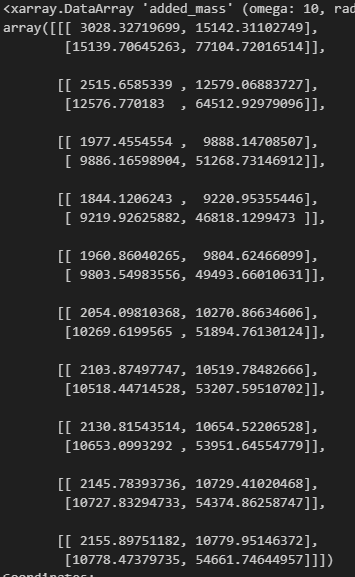 <xarray.DataArray 'added_mass' (omega: 10, rad
array([[[ 3028.32719699, 15142.31102749],
[15139.70645263, 77104.72016514]],
[[ 2515.6585339 , 12579.06883727],
[12576.770183  , 64512.92979096]],
[[ 1977.4554554 ,  9888.14708507],
[ 9886.16598904, 51268.73146912]],
[[ 1844.1206243 ,  9220.95355446],
[ 9219.92625882, 46818.1299473 ]],
[[ 1960.86040265,  9804.62466099],
[ 9803.54983556, 49493.66010631]],
[[ 2054.09810368, 10270.86634606],
[10269.6199565 , 51894.76130124]],
[[ 2103.87497747, 10519.78482666],
[10518.44714528, 53207.59510702]],
[[ 2130.81543514, 10654.52206528],
[10653.0993292 , 53951.64554779]],
[[ 2145.78393736, 10729.41020468],
[10727.83294733, 54374.86258747]],
[[ 2155.89751182, 10779.95146372],
[10778.47379735, 54661.74644957]]])
Coordinates: